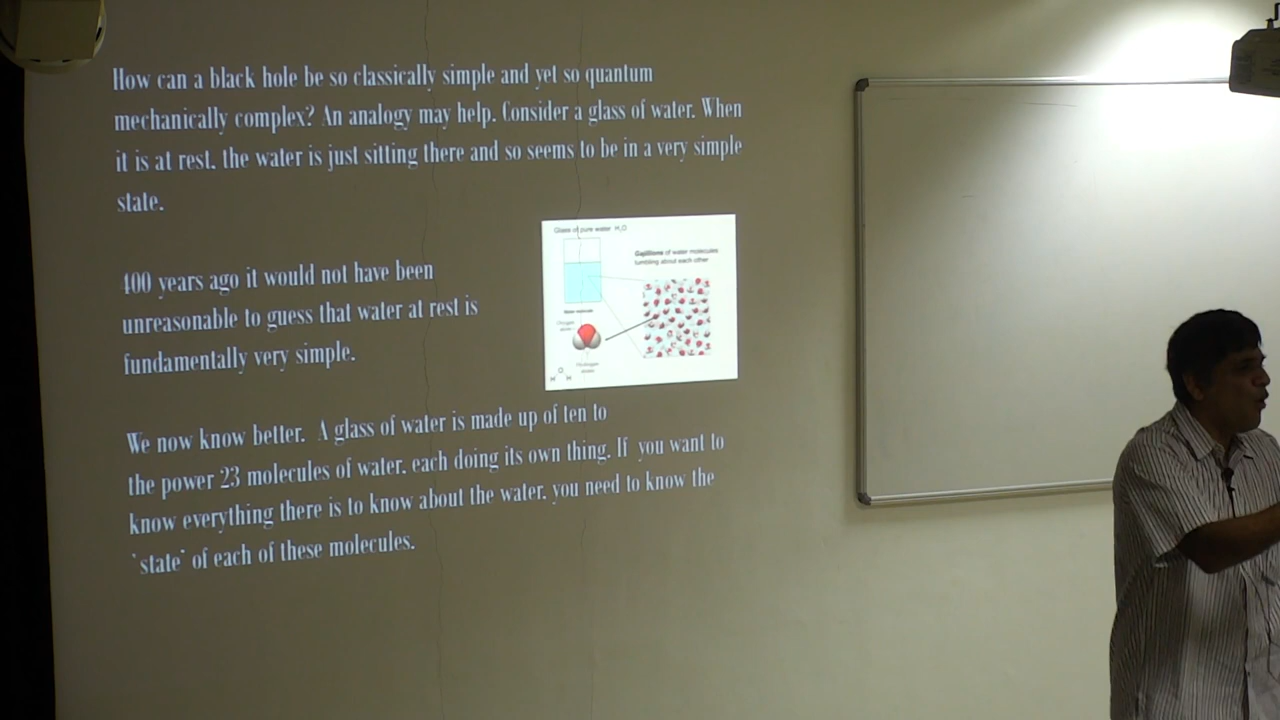 How can a black hole be so classically simple and yet so quantum
mechanically complex? An analogy may help. Consider a glass of water. When
it is at rest, the water is just sitting there and so seems to be in a very simple
state.
Glass of pure water H₂O
Gajillions of water molecules
tumbling about each other
Water molecule
Oxygen
atom
Hydrogen
atoms
O
H H
400 years ago it would not have been
unreasonable to guess that water at rest is
fundamentally very simple.
We now know better. A glass of water is made up of ten to
the power 23 molecules of water, each doing its own thing. If you want to
know everything there is to know about the water, you need to know the
`state` of each of these molecules.